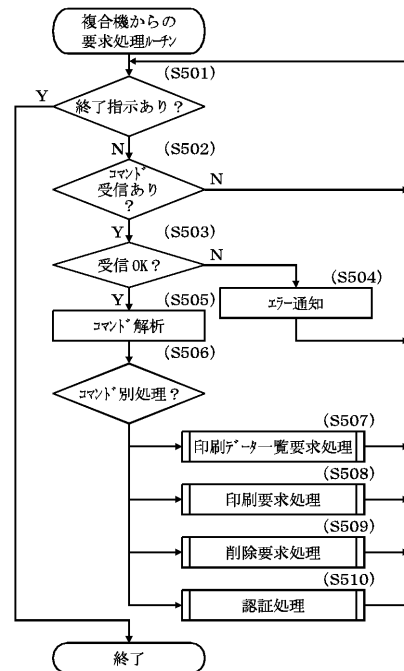 複合機からの
要求処理ﾙｰﾁﾝ
(S501)
Y
終了指示あり？
N
(S502)
ｺﾏﾝﾄﾞ
受信あり
？
N
Y
(S503)
受信OK？
N
(S504)
ｴﾗｰ通知
Y
(S505)
ｺﾏﾝﾄﾞ解析
(S506)
ｺﾏﾝﾄﾞ別処理？
(S507)
印刷ﾃﾞｰﾀ一覧要求処理
(S508)
印刷要求処理
(S509)
削除要求処理
(S510)
認証処理
終了